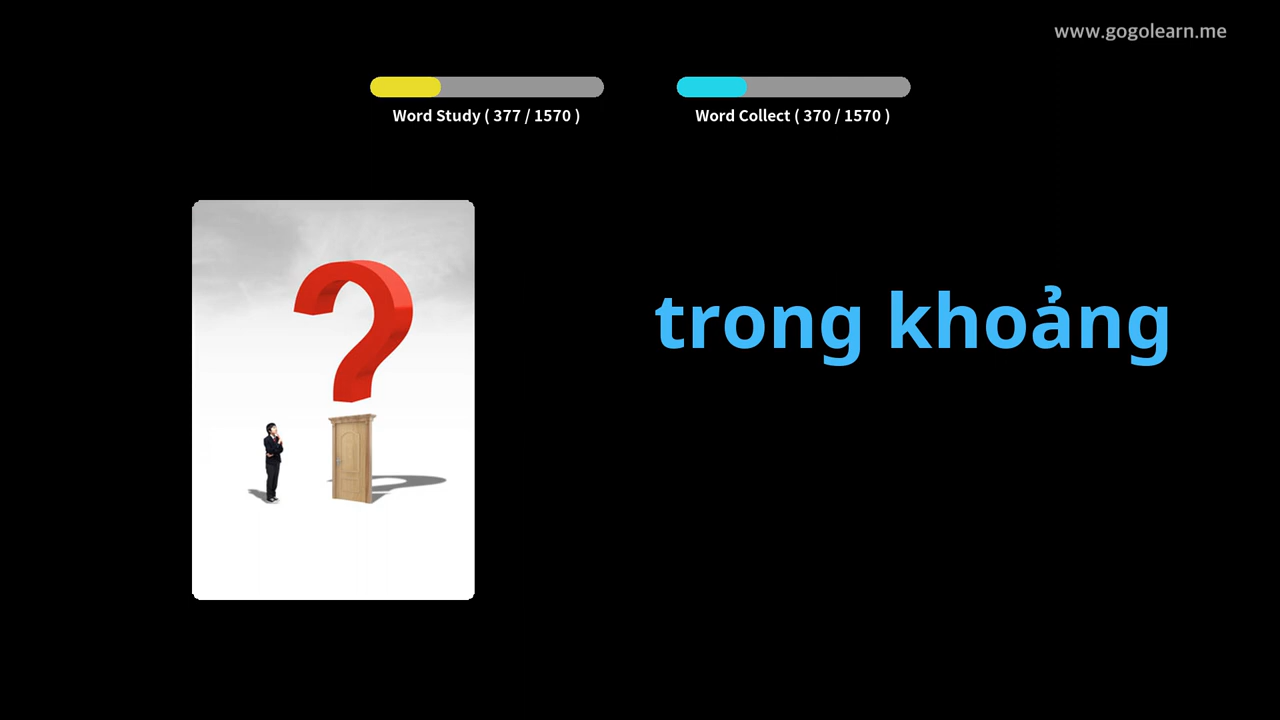 www.gogolearn.me
Word Study ( 377 / 1570 )
Word Collect ( 370 / 1570 )
?
trong khoảng